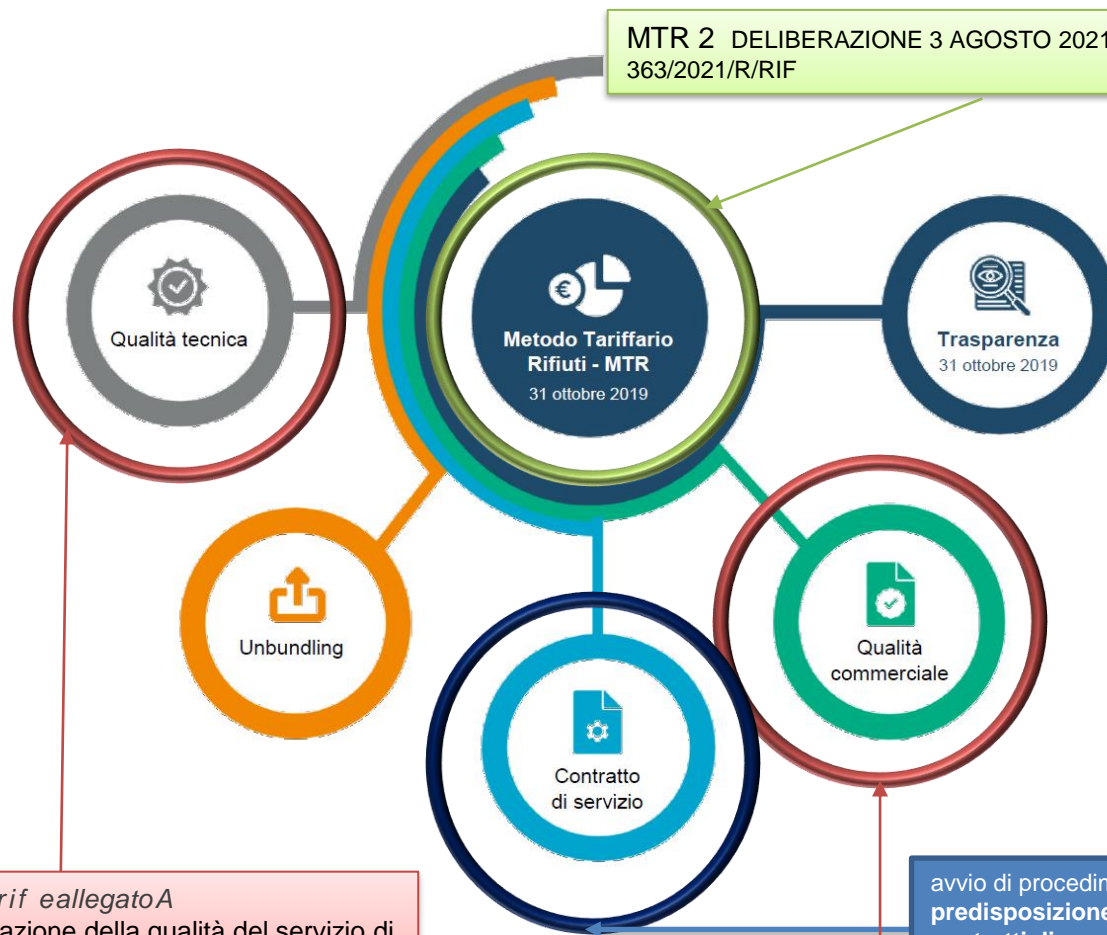 MTR 2 DELIBERAZIONE 3 AGOSTO 2021
363/2021/R/RIF
Qualità tecnica
€
Metodo Tariffario
Rifiuti - MTR
31 ottobre 2019
Trasparenza
31 ottobre 2019
Unbundling
Qualità
commerciale
Contratto
di servizio
rif eallegatoA
azione della qualità del servizio di
avvio di procedim
predisposizione